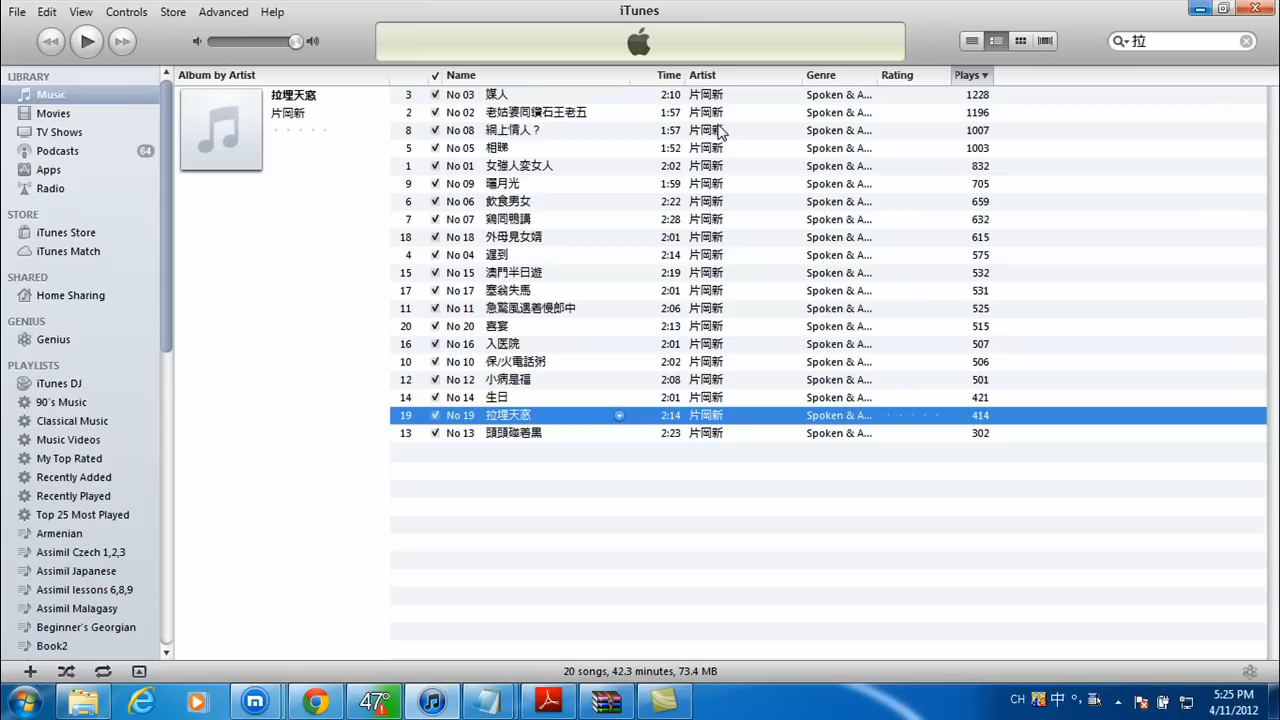 File Edit View Controls Store Advanced Help
iTunes
拉
LIBRARY
Music
Movies
TV Shows
Podcasts 64
Apps
Radio
STORE
iTunes Store
iTunes Match
SHARED
Home Sharing
GENIUS
Genius
PLAYLISTS
iTunes DJ
90's Music
Classical Music
Music Videos
My Top Rated
Recently Added
Recently Played
Top 25 Most Played
Armenian
Assimil Czech 1,2,3
Assimil Japanese
Assimil lessons 6,8,9
Assimil Malagasy
Beginner's Georgian
Book2
Album by Artist
拉埋天窓
片岡新
✓ Name Time Artist Genre Rating Plays
3 ✓ No 03 媒人 2:10 片岡新 Spoken & A... 1228
2 ✓ No 02 老姑婆同鑽石王老五 1:57 片岡新 Spoken & A... 1196
8 ✓ No 08 網上情人？ 1:57 片岡新 Spoken & A... 1007
5 ✓ No 05 相睇 1:52 片岡新 Spoken & A... 1003
1 ✓ No 01 女強人変女人 2:02 片岡新 Spoken & A... 832
9 ✓ No 09 曬月光 1:59 片岡新 Spoken & A... 705
6 ✓ No 06 飲食男女 2:22 片岡新 Spoken & A... 659
7 ✓ No 07 鶏同鴨講 2:28 片岡新 Spoken & A... 632
18 ✓ No 18 外母見女婿 2:01 片岡新 Spoken & A... 615
4 ✓ No 04 遅到 2:14 片岡新 Spoken & A... 575
15 ✓ No 15 澳門半日遊 2:19 片岡新 Spoken & A... 532
17 ✓ No 17 塞翁失馬 2:01 片岡新 Spoken & A... 531
11 ✓ No 11 急驚風遇着慢郎中 2:06 片岡新 Spoken & A... 525
20 ✓ No 20 喜宴 2:13 片岡新 Spoken & A... 515
16 ✓ No 16 入医院 2:01 片岡新 Spoken & A... 507
10 ✓ No 10 保/火電話粥 2:02 片岡新 Spoken & A... 506
12 ✓ No 12 小病是福 2:08 片岡新 Spoken & A... 501
14 ✓ No 14 生日 2:01 片岡新 Spoken & A... 421
19 ✓ No 19 拉埋天窓 2:14 片岡新 Spoken & A... 414
13 ✓ No 13 頭頭碰着黒 2:23 片岡新 Spoken & A... 302
20 songs, 42.3 minutes, 73.4 MB
47°
CH 中
5:25 PM
4/11/2012